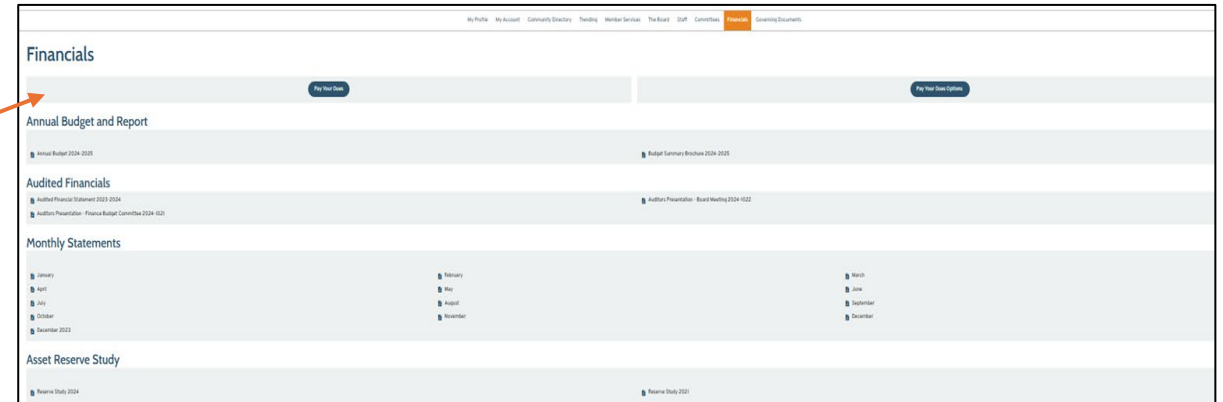 My Profile My Account Community Directory Trending Member Services The Board Staff Committees Financials Governing Documents
Financials
Pay Your Dues Pay Your Dues Options
Annual Budget and Report
Annual Budget 2024-2025 Budget Summary Brochure 2024-2025
Audited Financials
Audited Financial Statement 2023-2024 Auditors Presentation - Board Meeting 2024-1022
Auditors Presentation - Finance Budget Committee 2024-1021
Monthly Statements
January February March
April May June
July August September
October November December
December 2023
Asset Reserve Study
Reserve Study 2024 Reserve Study 2021